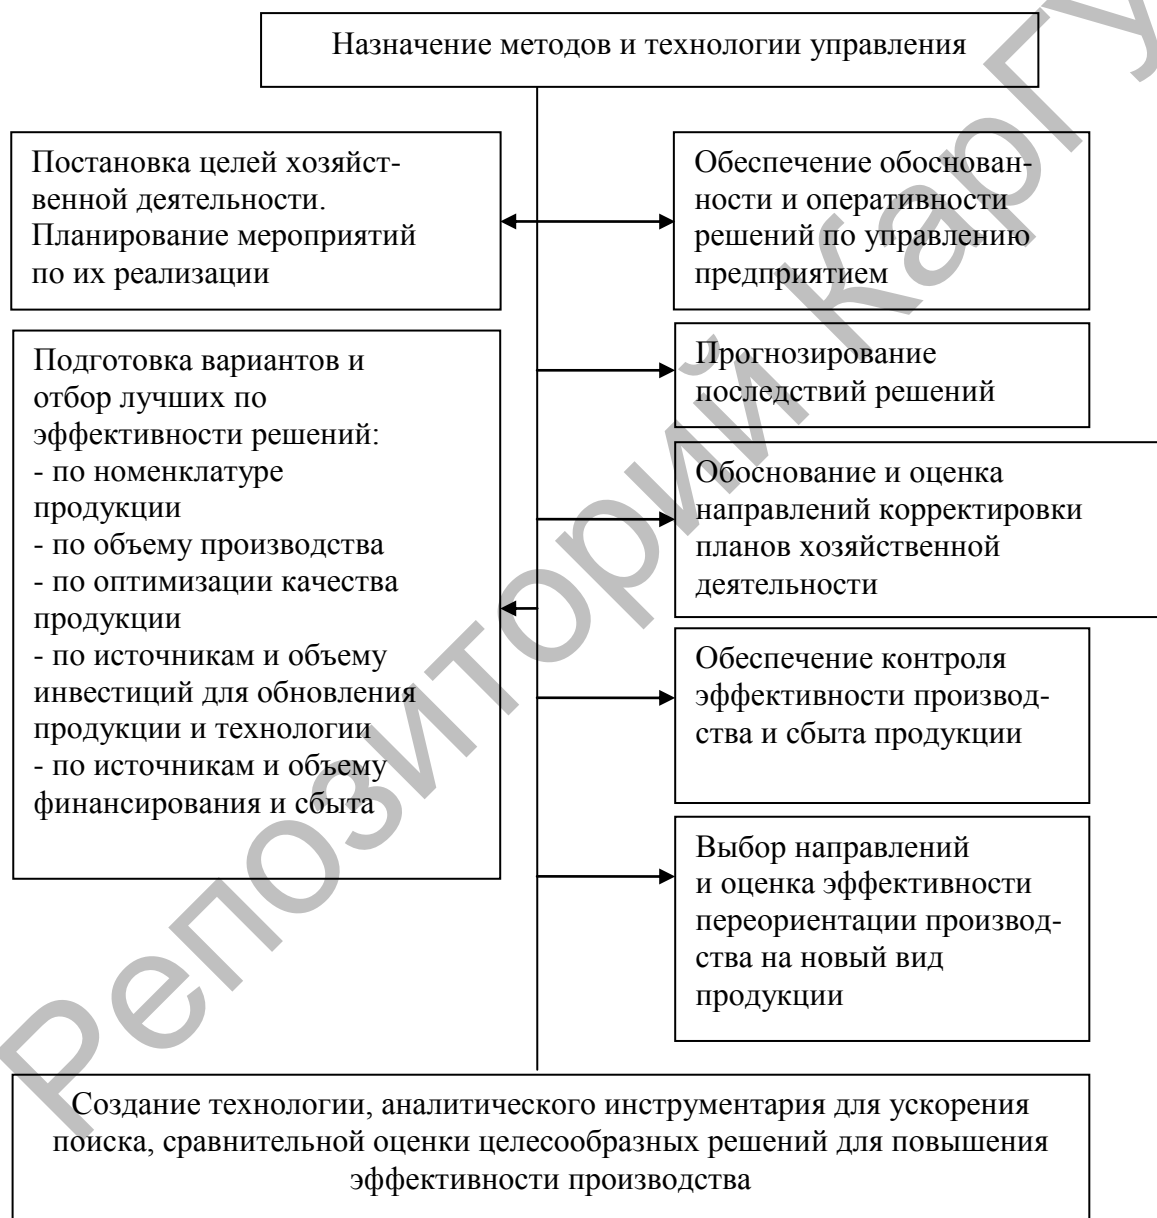 Назначение методов и технологии управления
Постановка целей хозяйст-
венной деятельности.
Планирование мероприятий
по их реализации
Обеспечение обоснован-
ности и оперативности
решений по управлению
предприятием
Подготовка вариантов и
отбор лучших по
эффективности решений:
- по номенклатуре
продукции
- по объему производства
- по оптимизации качества
продукции
- по источникам и объему
инвестиций для обновления
продукции и технологии
- по источникам и объему
финансирования и сбыта
Прогнозирование
последствий решений
Обоснование и оценка
направлений корректировки
планов хозяйственной
деятельности
Обеспечение контроля
эффективности производ-
ства и сбыта продукции
Выбор направлений
и оценка эффективности
переориентации производ-
ства на новый вид
продукции
Создание технологии, аналитического инструментария для ускорения
поиска, сравнительной оценки целесообразных решений для повышения
эффективности производства
Репозиторий КарГУ